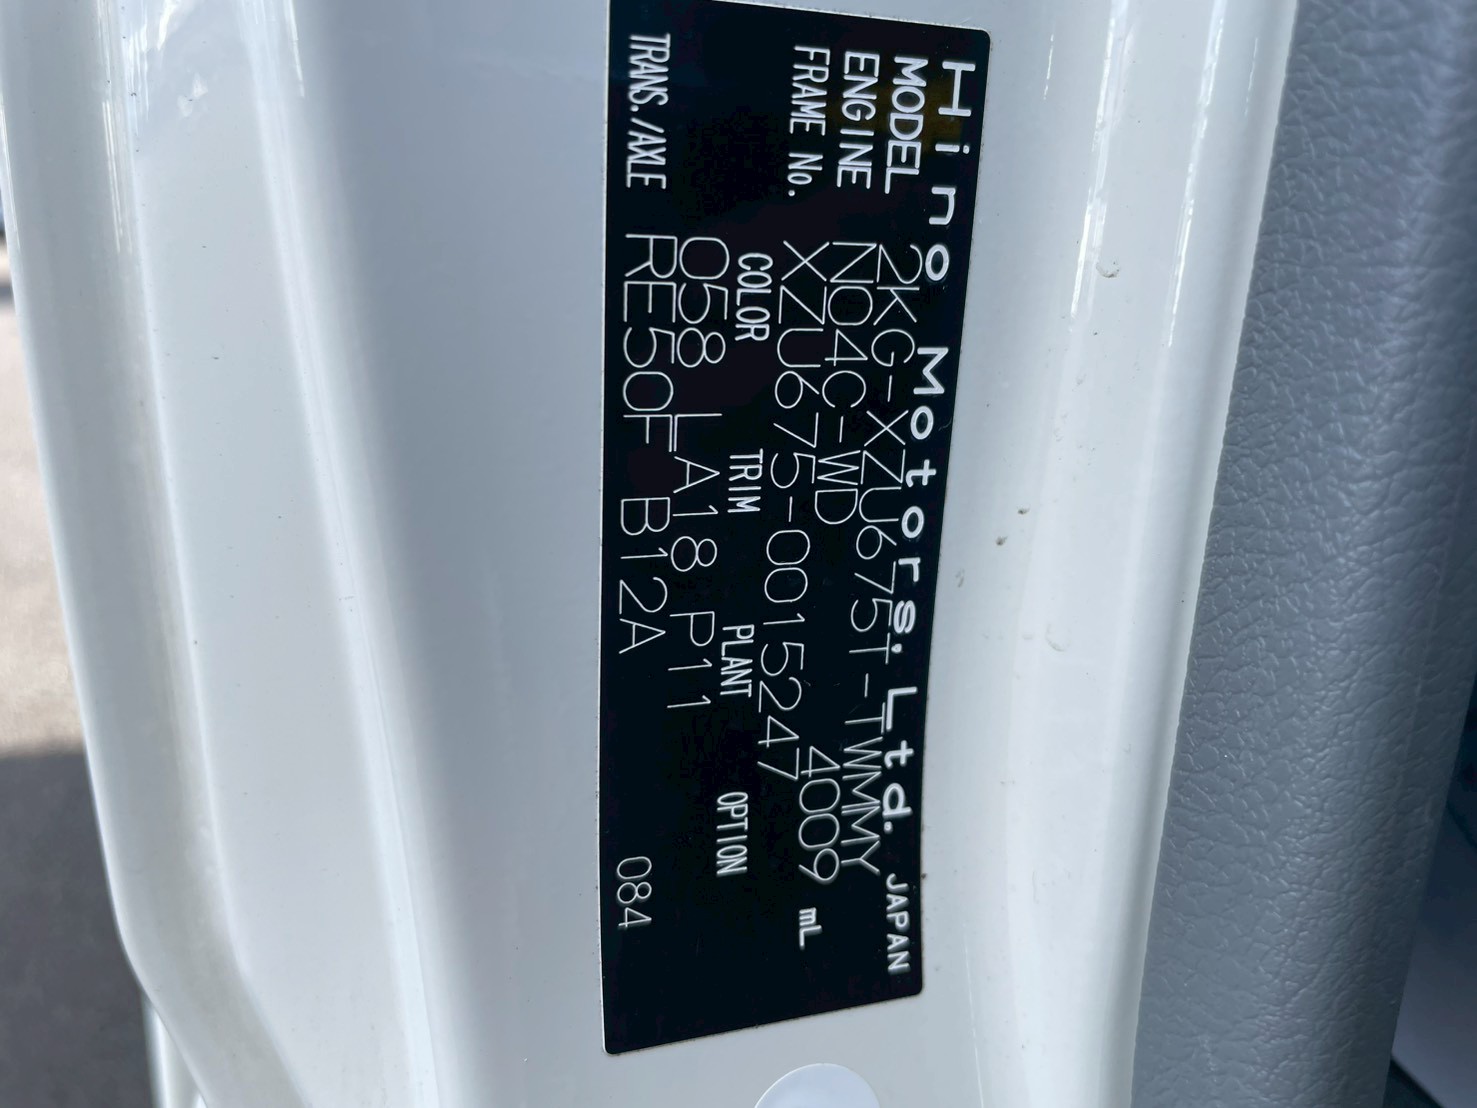 Hino Motors, Ltd. JAPAN
MODEL 2KG-XZU675T-TWMMY
ENGINE N04C-WD 4009 mL
FRAME No. XZU675-0015247
COLOR TRIM PLANT OPTION
058 LA18 P11
TRANS./AXLE RE50F B12A 084